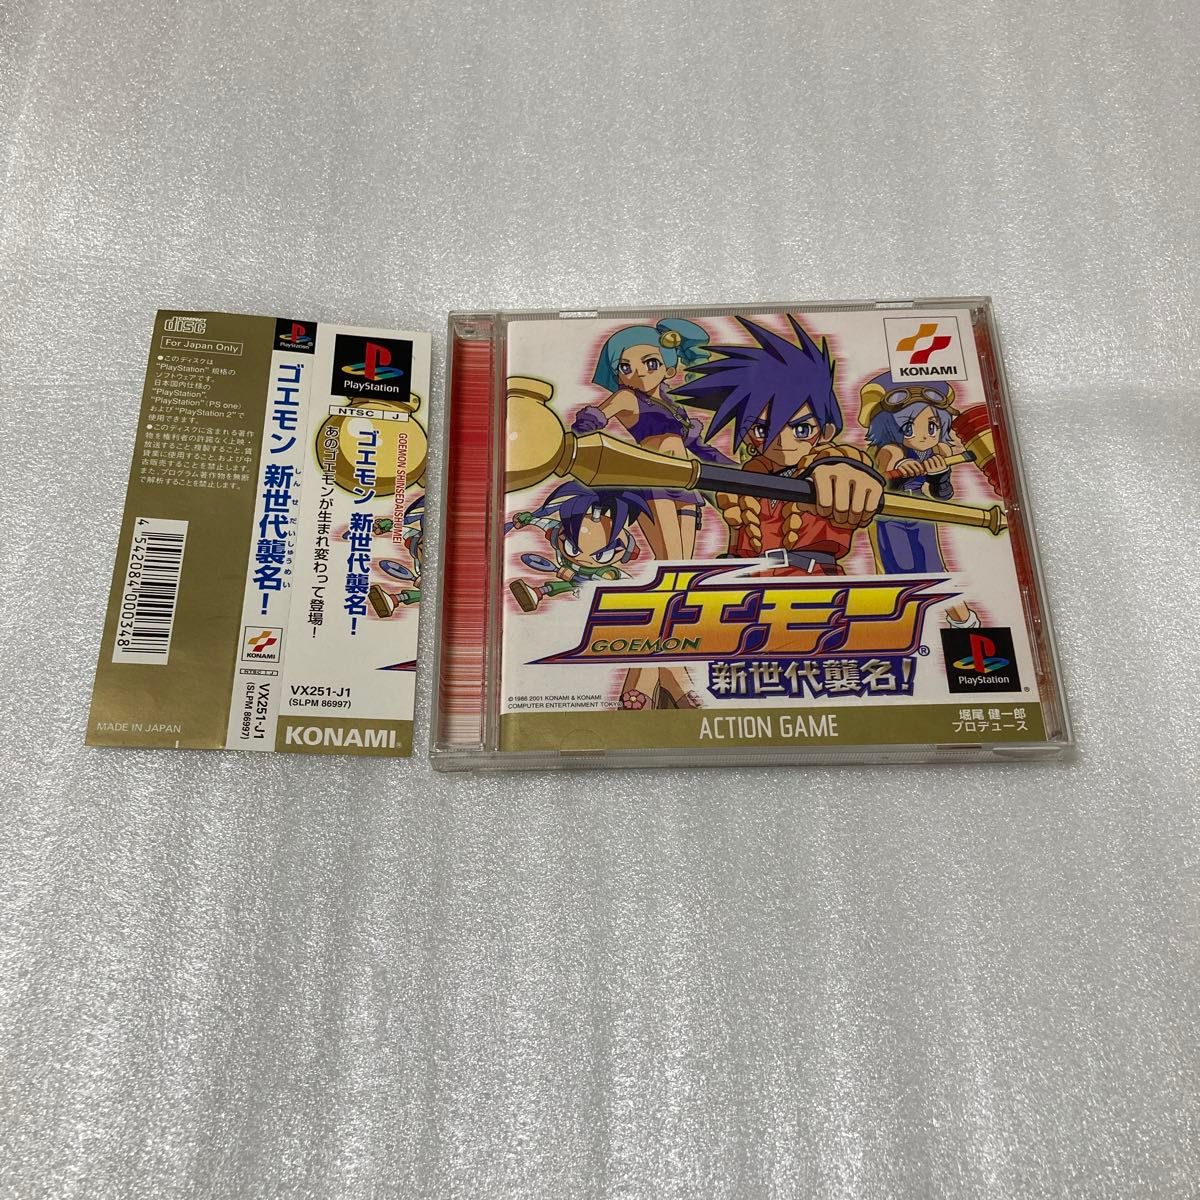 COMPACT
disc
For Japan Only
●このディスクは
"PlayStation" 規格の
ソフトウェアです。
日本国内仕様の
"PlayStation",
"PlayStation"(PS one)
および "PlayStation 2"で
使用できます。
●このディスクに含まれる著作
物を権利者の許諾なく上映・
放送すること、複製すること、賃
貸業に使用すること、および中
古販売することを禁止します。
また、プログラム著作物を無断
で解析することを禁止します。
4 542084 000348
MADE IN JAPAN
PlayStation
ゴエモン 新世代襲名!
しんせだいしゅうめい
KONAMI
NTSC J
VX251-J1
(SLPM 86997)
PlayStation
NTSC J
GOEMON SHINSEDAISHUMEI
ゴエモン 新世代襲名!
あのゴエモンが生まれ変わって登場!
VX251-J1
(SLPM 86997)
KONAMI
KONAMI
ゴエモン
GOEMON
新世代襲名!
PlayStation
©1986 2001 KONAMI & KONAMI
COMPUTER ENTERTAINMENT TOKYO
ACTION GAME
堀尾 健一郎
プロデュース